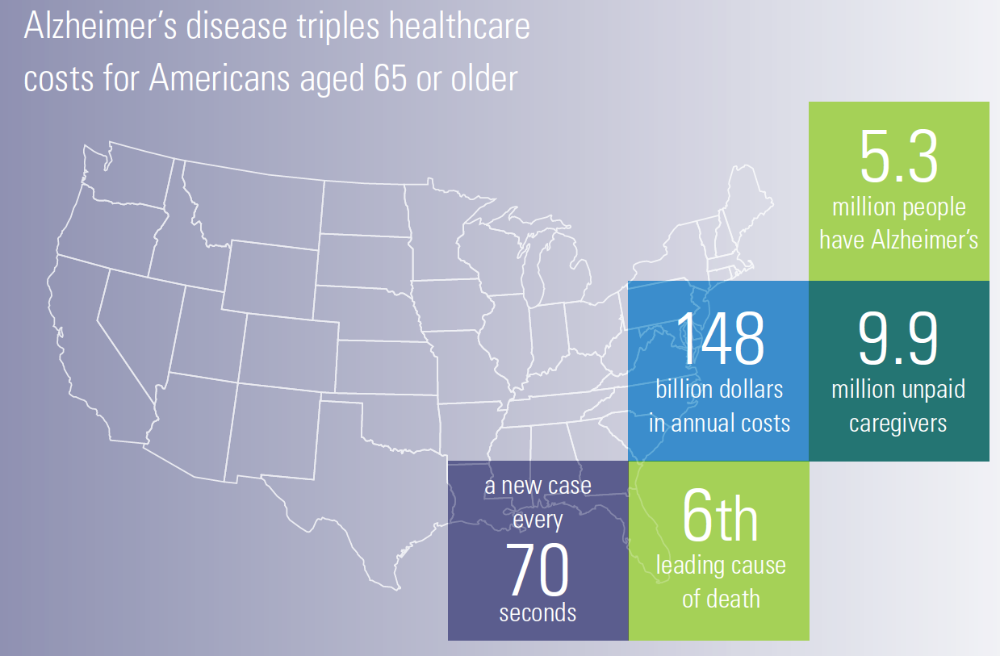 Alzheimer’s disease triples healthcare
costs for Americans aged 65 or older
5.3
million people
have Alzheimer’s
148
billion dollars
in annual costs
9.9
million unpaid
caregivers
a new case
every
70
seconds
6th
leading cause
of death